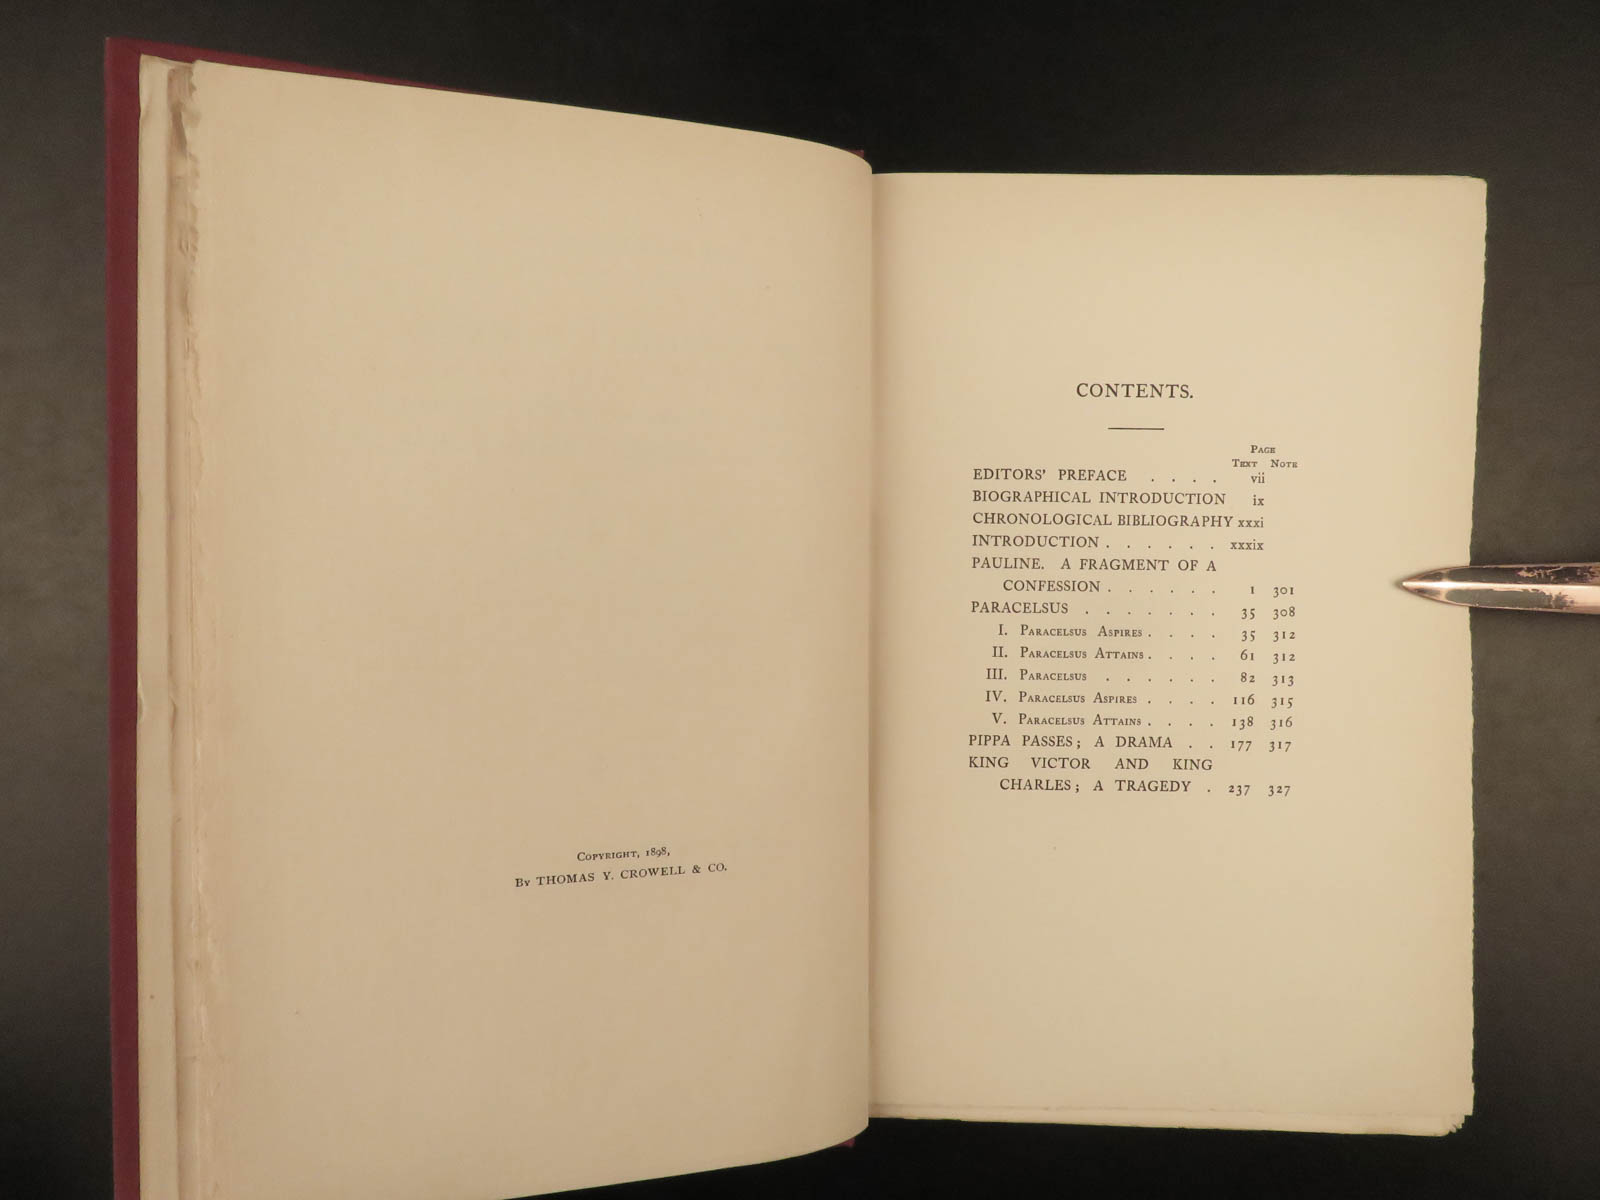 COPYRIGHT, 1898,
BY THOMAS Y. CROWELL & CO.
CONTENTS.
PAGE
TEXT NOTE
EDITORS' PREFACE . . . . vii
BIOGRAPHICAL INTRODUCTION ix
CHRONOLOGICAL BIBLIOGRAPHY xxxi
INTRODUCTION . . . . . . xxxix
PAULINE. A FRAGMENT OF A
CONFESSION . . . . . . 1 301
PARACELSUS . . . . . . . 35 308
I. PARACELSUS ASPIRES . . . . 35 312
II. PARACELSUS ATTAINS . . . . 61 312
III. PARACELSUS . . . . . . 82 313
IV. PARACELSUS ASPIRES . . . . 116 315
V. PARACELSUS ATTAINS . . . . 138 316
PIPPA PASSES; A DRAMA . . 177 317
KING VICTOR AND KING
CHARLES; A TRAGEDY . 237 327